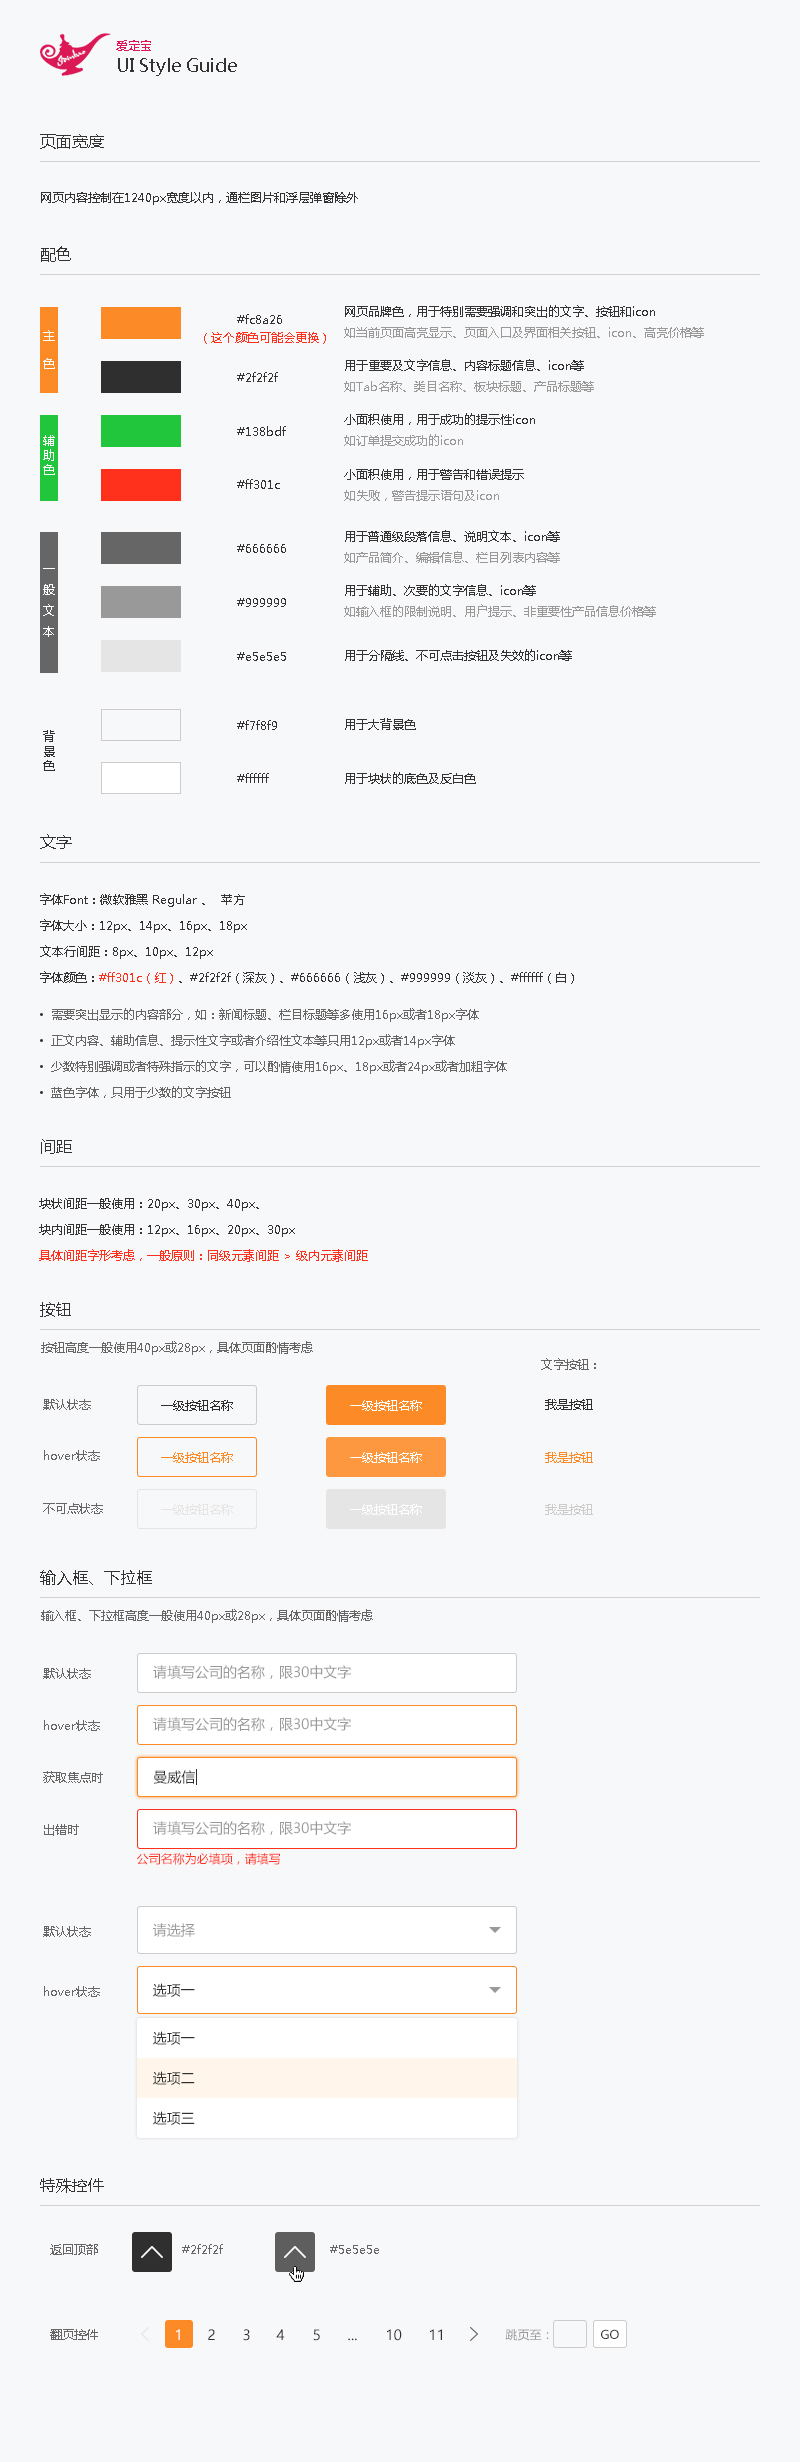 爱定宝
UI Style Guide
页面宽度
网页内容控制在1240px宽度以内，通栏图片和浮层弹窗除外
配色
主色
#fc8a26
（这个颜色可能会更换）
网页品牌色，用于特别需要强调和突出的文字、按钮和icon
如当前页面高亮显示、页面入口及界面相关按钮、icon、高亮价格等
#2f2f2f
用于重要及文字信息、内容标题信息、icon等
如Tab名称、类目名称、板块标题、产品标题等
辅助色
#138bdf
小面积使用，用于成功的提示性icon
如订单提交成功的icon
#ff301c
小面积使用，用于警告和错误提示
如失败，警告提示语句及icon
一般文本
#666666
用于普通级段落信息、说明文本、icon等
如产品简介、编辑信息、栏目列表内容等
#999999
用于辅助、次要的文字信息、icon等
如输入框的限制说明、用户提示、非重要性产品信息价格等
#e5e5e5
用于分隔线、不可点击按钮及失效的icon等
背景色
#f7f8f9
用于大背景色
#ffffff
用于块状的底色及反白色
文字
字体Font：微软雅黑 Regular 、 苹方
字体大小：12px、14px、16px、18px
文本行间距：8px、10px、12px
字体颜色：#ff301c（红）、#2f2f2f（深灰）、#666666（浅灰）、#999999（淡灰）、#ffffff（白）
• 需要突出显示的内容部分，如：新闻标题、栏目标题等多使用16px或者18px字体
• 正文内容、辅助信息、提示性文字或者介绍性文本等只用12px或者14px字体
• 少数特别强调或者特殊指示的文字，可以酌情使用16px、18px或者24px或者加粗字体
• 蓝色字体，只用于少数的文字按钮
间距
块状间距一般使用：20px、30px、40px、
块内间距一般使用：12px、16px、20px、30px
具体间距字形考虑，一般原则：同级元素间距 > 级内元素间距
按钮
按钮高度一般使用40px或28px，具体页面酌情考虑
文字按钮：
默认状态 一级按钮名称 一级按钮名称 我是按钮
hover状态 一级按钮名称 一级按钮名称 我是按钮
不可点状态 一级按钮名称 一级按钮名称 我是按钮
输入框、下拉框
输入框、下拉框高度一般使用40px或28px，具体页面酌情考虑
默认状态 请填写公司的名称，限30中文字
hover状态 请填写公司的名称，限30中文字
获取焦点时 曼威信
出错时 请填写公司的名称，限30中文字
公司名称为必填项，请填写
默认状态 请选择
hover状态 选项一
选项一
选项二
选项三
特殊控件
返回顶部 #2f2f2f #5e5e5e
翻页控件 1 2 3 4 5 ... 10 11 跳页至： GO